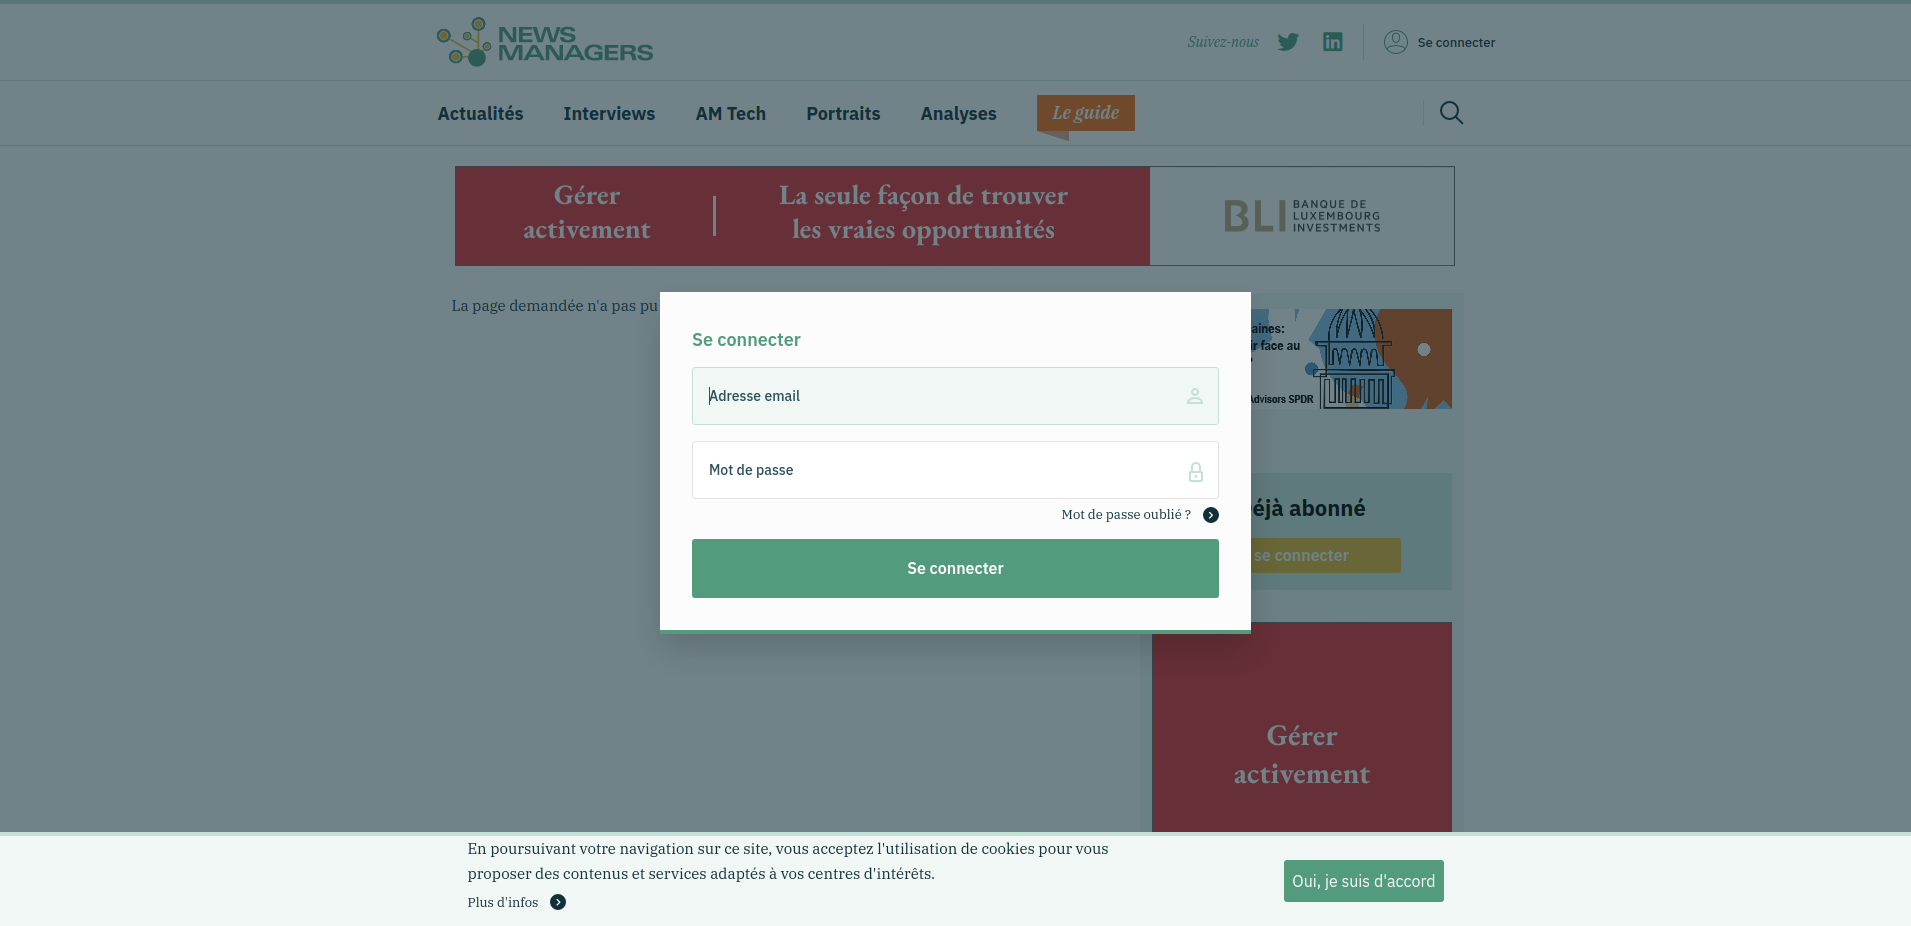 NEWS
MANAGERS
Suivez-nous
Se connecter
Actualités
Interviews
AM Tech
Portraits
Analyses
Le guide
Gérer
activement
La seule façon de trouver
les vraies opportunités
BLI
BANQUE DE
LUXEMBOURG
INVESTMENTS
La page demandée n'a pas pu
Se connecter
Adresse email
Mot de passe
Mot de passe oublié ?
Se connecter
aines:
ir face au
?
Advisors SPDR
éjà abonné
se connecter
Gérer
activement
En poursuivant votre navigation sur ce site, vous acceptez l'utilisation de cookies pour vous
proposer des contenus et services adaptés à vos centres d'intérêts.
Plus d'infos
Oui, je suis d'accord